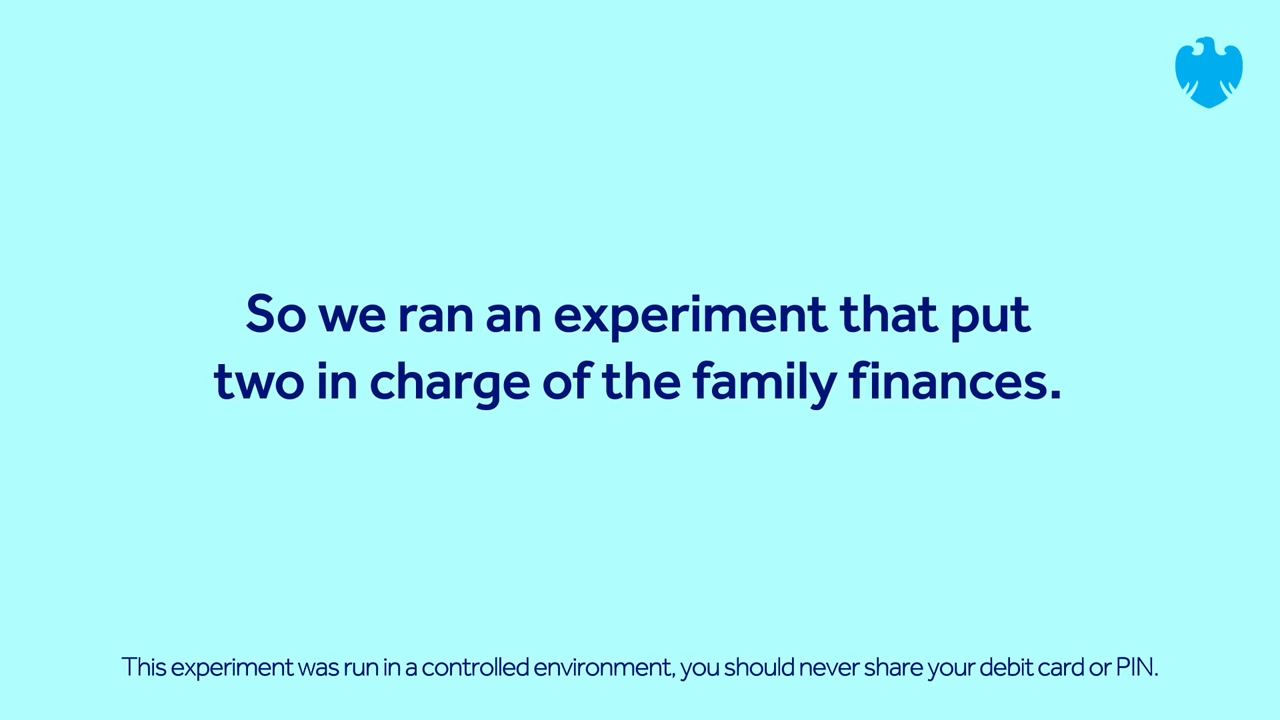 So we ran an experiment that put
two in charge of the family finances.
This experiment was run in a controlled environment, you should never share your debit card or PIN.